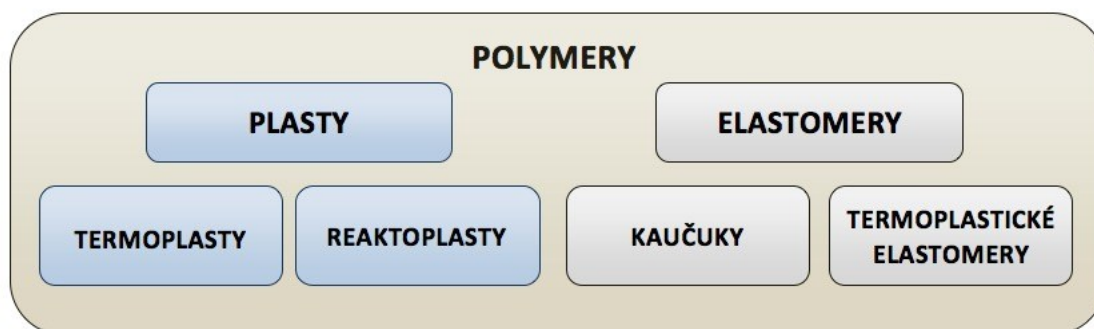 POLYMERY
PLASTY
ELASTOMERY
TERMOPLASTY
REAKTOPLASTY
KAUČUKY
TERMOPLASTICKÉ
ELASTOMERY